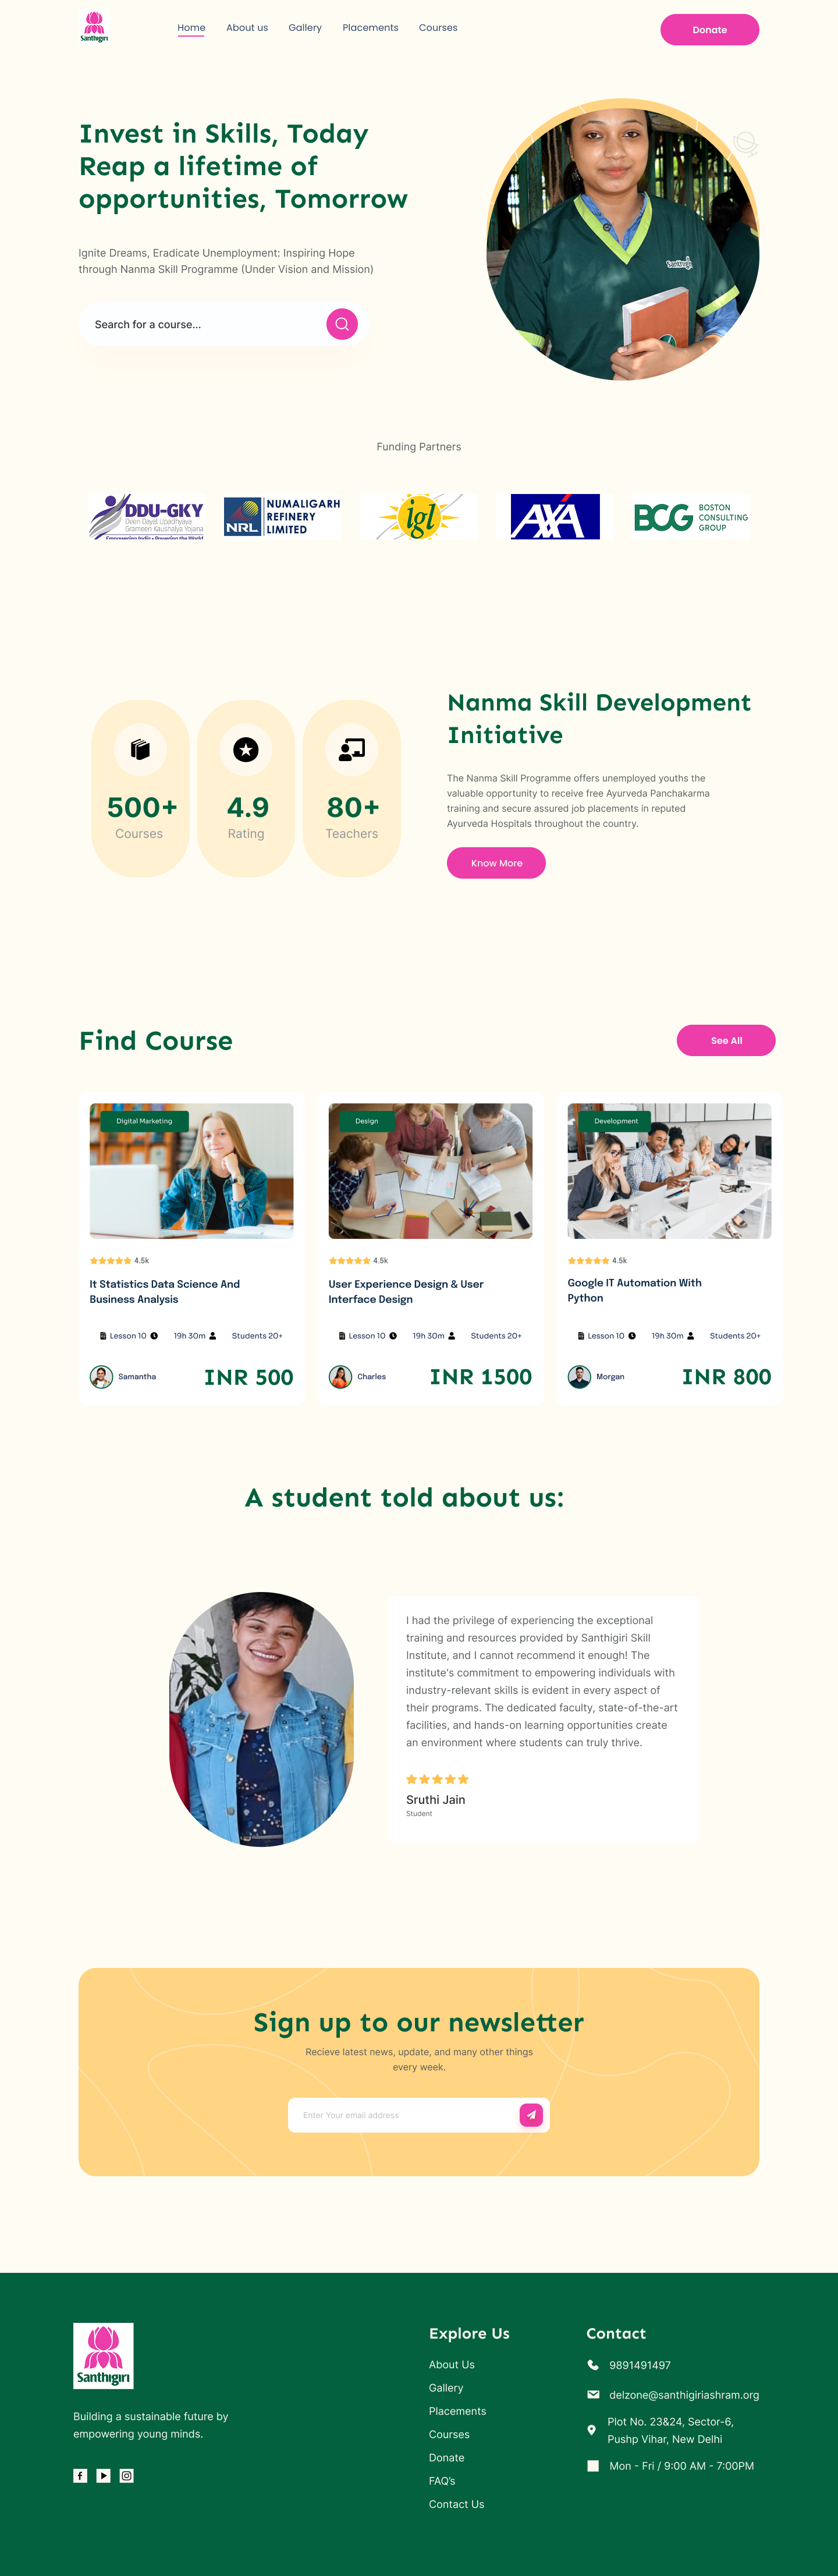 Santhigiri
Home About us Gallery Placements Courses
Donate
Invest in Skills, Today
Reap a lifetime of
opportunities, Tomorrow
Ignite Dreams, Eradicate Unemployment: Inspiring Hope
through Nanma Skill Programme (Under Vision and Mission)
Search for a course...
Santhigiri
Funding Partners
DDU-GKY
Deen Dayal Upadhyaya
Grameen Kaushalya Yojana
Empowering India • Powering the World
NRL
NUMALIGARH
REFINERY
LIMITED
igl
AXA
BCG
BOSTON
CONSULTING
GROUP
500+
Courses
4.9
Rating
80+
Teachers
Nanma Skill Development
Initiative
The Nanma Skill Programme offers unemployed youths the
valuable opportunity to receive free Ayurveda Panchakarma
training and secure assured job placements in reputed
Ayurveda Hospitals throughout the country.
Know More
Find Course
See All
Digital Marketing
4.5k
It Statistics Data Science And
Business Analysis
Lesson 10 19h 30m Students 20+
Samantha INR 500
Design
4.5k
User Experience Design & User
Interface Design
Lesson 10 19h 30m Students 20+
Charles INR 1500
Development
4.5k
Google IT Automation With
Python
Lesson 10 19h 30m Students 20+
Morgan INR 800
A student told about us:
I had the privilege of experiencing the exceptional
training and resources provided by Santhigiri Skill
Institute, and I cannot recommend it enough! The
institute's commitment to empowering individuals with
industry-relevant skills is evident in every aspect of
their programs. The dedicated faculty, state-of-the-art
facilities, and hands-on learning opportunities create
an environment where students can truly thrive.
Sruthi Jain
Student
Sign up to our newsletter
Recieve latest news, update, and many other things
every week.
Enter Your email address
Santhigiri
Building a sustainable future by
empowering young minds.
Explore Us
About Us
Gallery
Placements
Courses
Donate
FAQ's
Contact Us
Contact
9891491497
delzone@santhigiriashram.org
Plot No. 23&24, Sector-6,
Pushp Vihar, New Delhi
Mon - Fri / 9:00 AM - 7:00PM